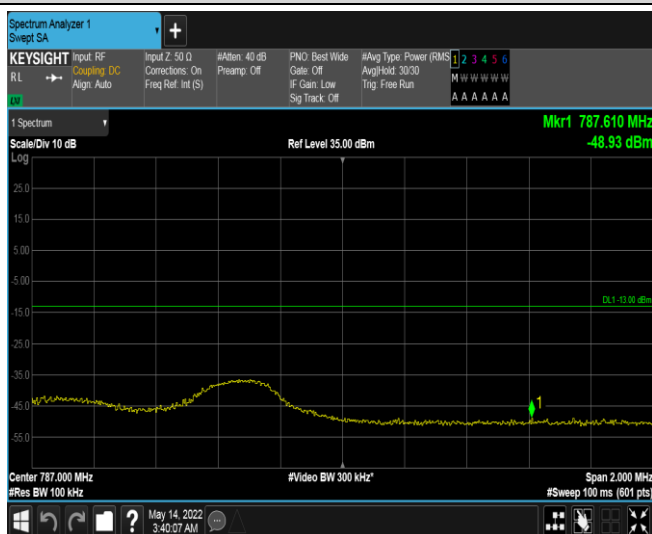 Spectrum Analyzer 1
Swept SA
KEYSIGHT
RL
Input: RF
Coupling: DC
Align: Auto
Input Z: 50 Ω
Corrections: On
Freq Ref: Int (S)
#Atten: 40 dB
Preamp: Off
PNO: Best Wide
Gate: Off
IF Gain: Low
Sig Track: Off
#Avg Type: Power (RMS
Avg|Hold: 30/30
Trig: Free Run
1 2 3 4 5 6
M W W W W W
A A A A A A
1 Spectrum
Scale/Div 10 dB
Ref Level 35.00 dBm
Mkr1 787.610 MHz
-48.93 dBm
Log
25.0
15.0
5.00
-5.00
-15.0
-25.0
-35.0
-45.0
-55.0
DL1 -13.00 dBm
1
Center 787.000 MHz
#Video BW 300 kHz*
Span 2.000 MHz
#Res BW 100 kHz
#Sweep 100 ms (601 pts)
?
May 14, 2022
3:40:07 AM